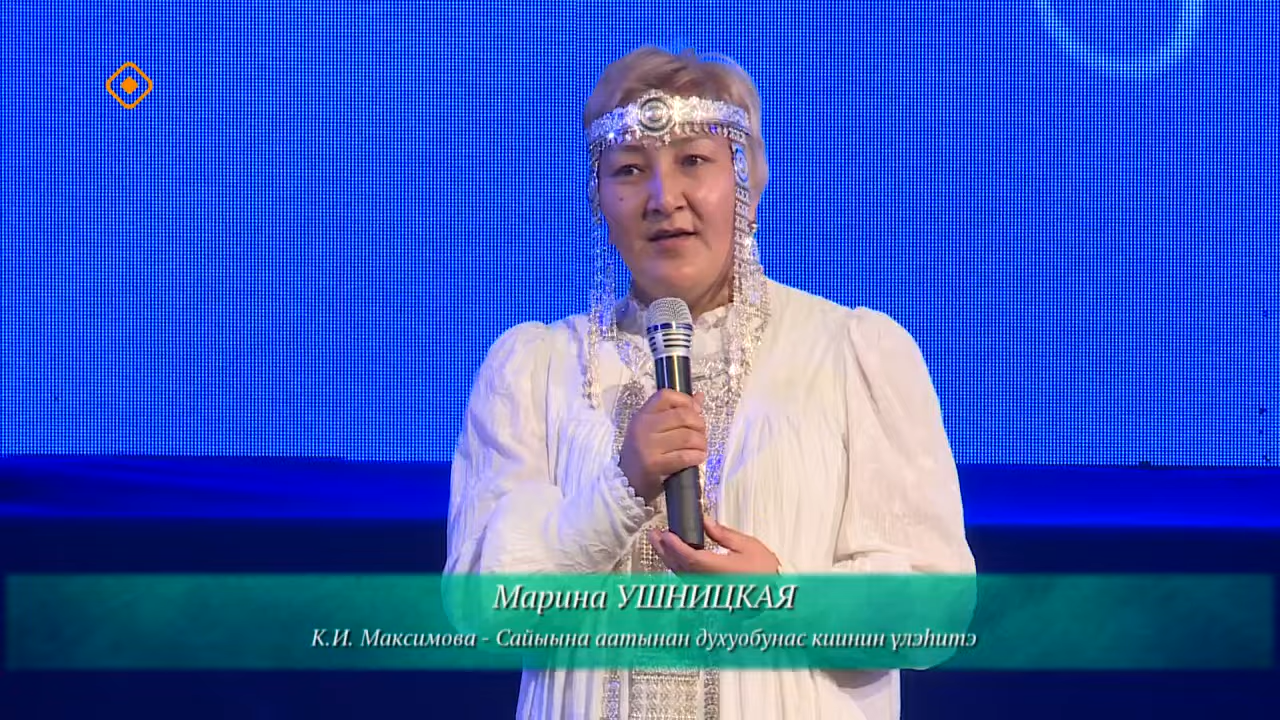 Марина УШНИЦКАЯ
К.И. Максимова - Сайыына аатынан духуобунас киинин үлэһитэ